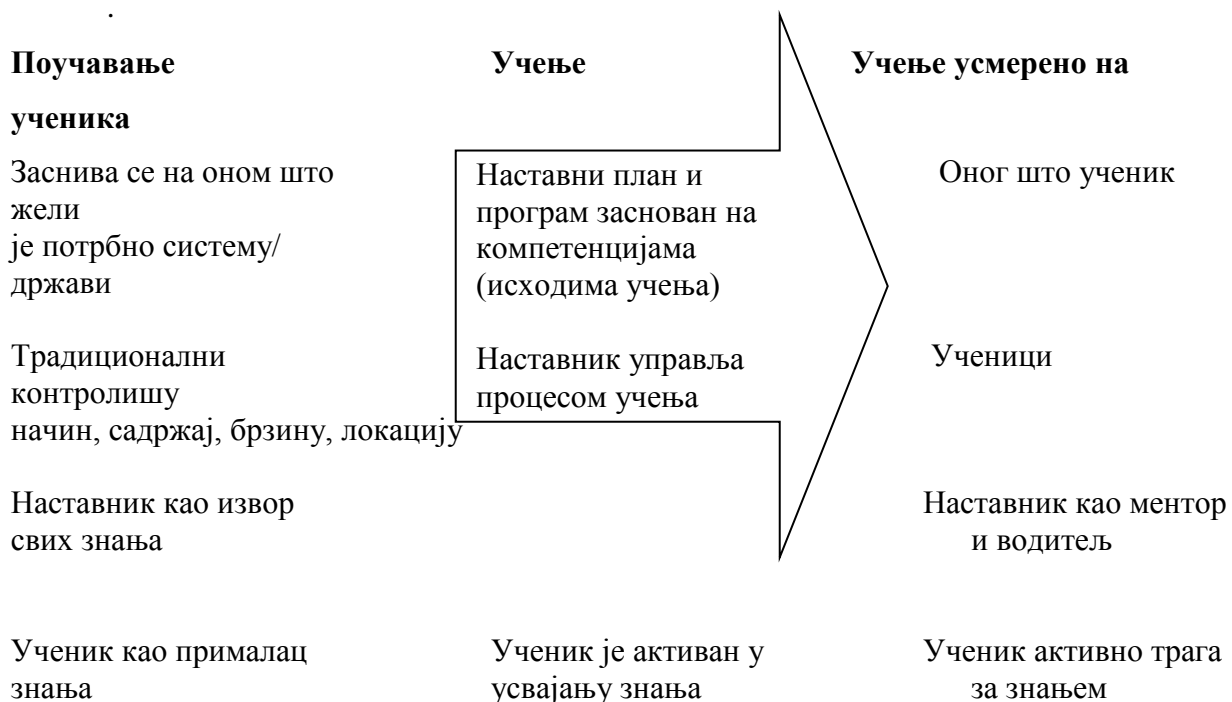 .
Поучавање Учење Учење усмерено на
ученика
Заснива се на оном што Наставни план и Оног што ученик
жели програм заснован на
је потрбно систему/ компетенцијама
држави (исходима учења)
Традиционални Наставник управља Ученици
контролишу процесом учења
начин, садржај, брзину, локацију
Наставник као извор Наставник као ментор
свих знања и водитељ
Ученик као прималац Ученик је активан у Ученик активно трага
знања усвајању знања за знањем